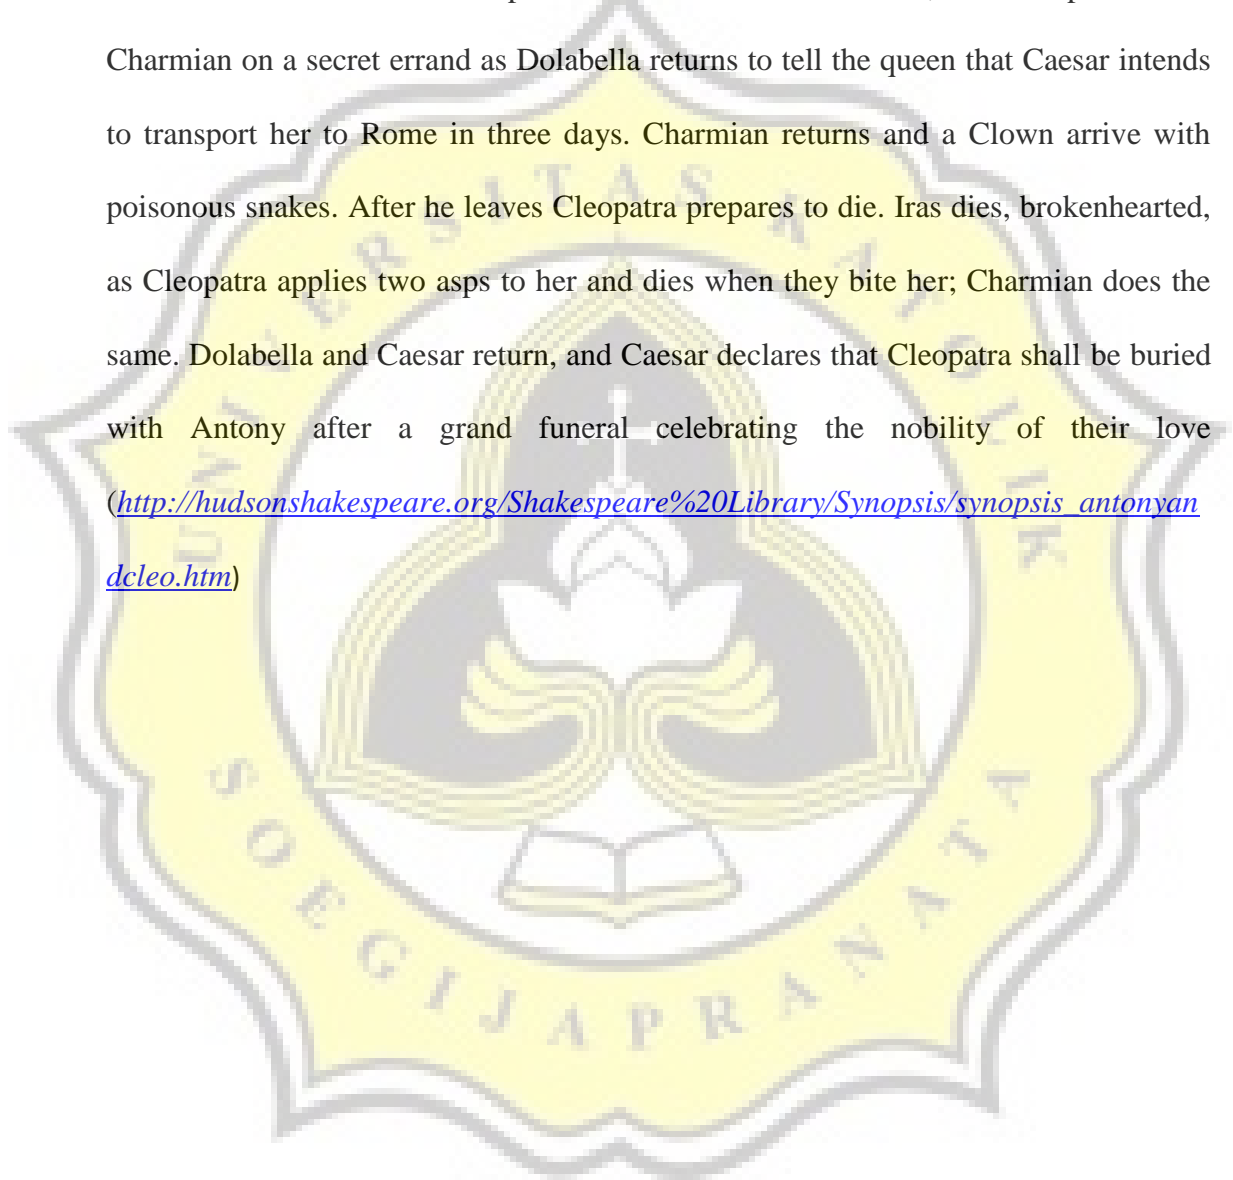 Charmian on a secret errand as Dolabella returns to tell the queen that Caesar intends
to transport her to Rome in three days. Charmian returns and a Clown arrive with
poisonous snakes. After he leaves Cleopatra prepares to die. Iras dies, brokenhearted,
as Cleopatra applies two asps to her and dies when they bite her; Charmian does the
same. Dolabella and Caesar return, and Caesar declares that Cleopatra shall be buried
with Antony after a grand funeral celebrating the nobility of their love
(http://hudsonshakespeare.org/Shakespeare%20Library/Synopsis/synopsis_antonyan
dcleo.htm)
UNIVERSITAS KATOLIK
SOEGIJAPRANATA